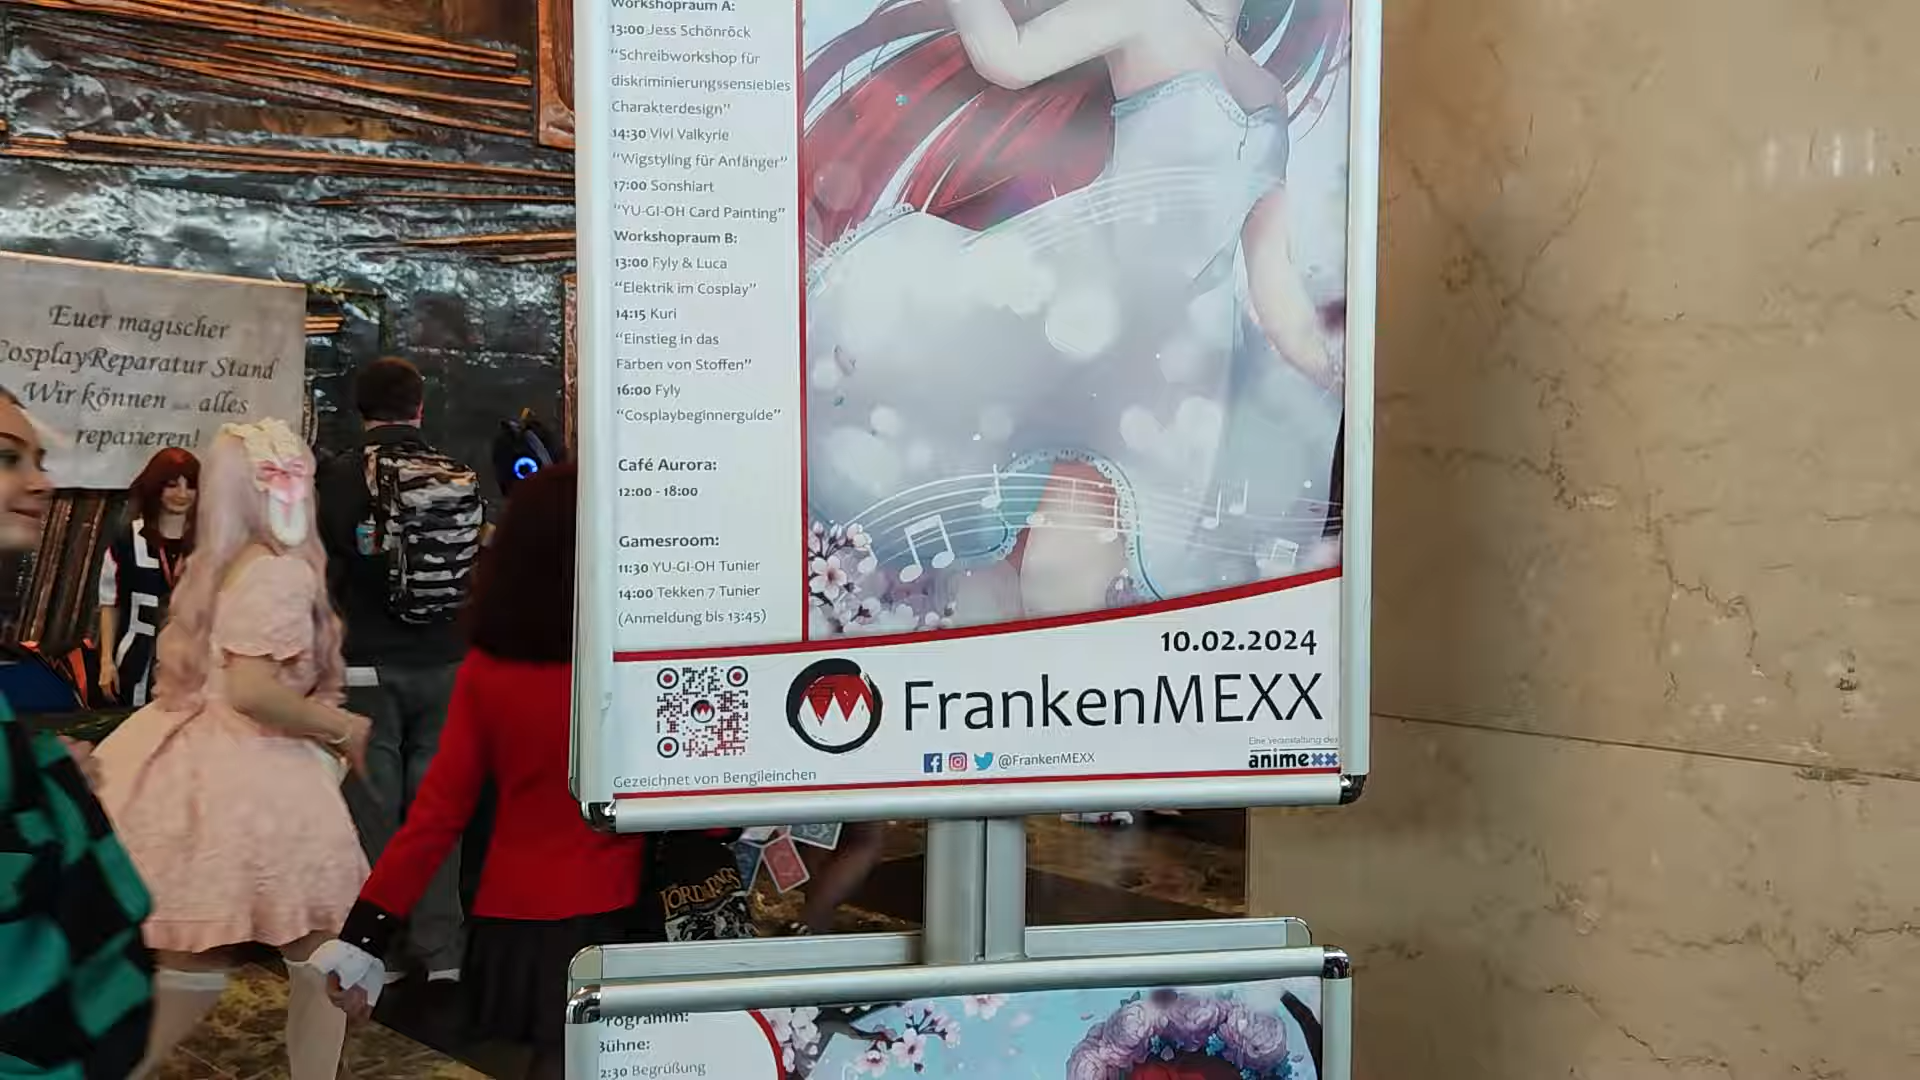 Workshopraum A:
13:00 Jess Schönröck
“Schreibworkshop für
diskriminierungssensiebles
Charakterdesign”
14:30 Vivi Valkyrie
“Wigstyling für Anfänger”
17:00 Sonshiart
“YU-GI-OH Card Painting”
Workshopraum B:
13:00 Fyly & Luca
“Elektrik im Cosplay”
14:15 Kuri
“Einstieg in das
Färben von Stoffen”
16:00 Fyly
“Cosplaybeginnerguide”
Café Aurora:
12:00 - 18:00
Gamesroom:
11:30 YU-GI-OH Tunier
14:00 Tekken 7 Tunier
(Anmeldung bis 13:45)
10.02.2024
FrankenMEXX
@FrankenMEXX
Eine Veranstaltung des
animexx
Gezeichnet von Bengileinchen
Euer magischer
CosplayReparatur Stand
Wir können alles
reparieren!
Programm:
Bühne:
2:30 Begrüßung